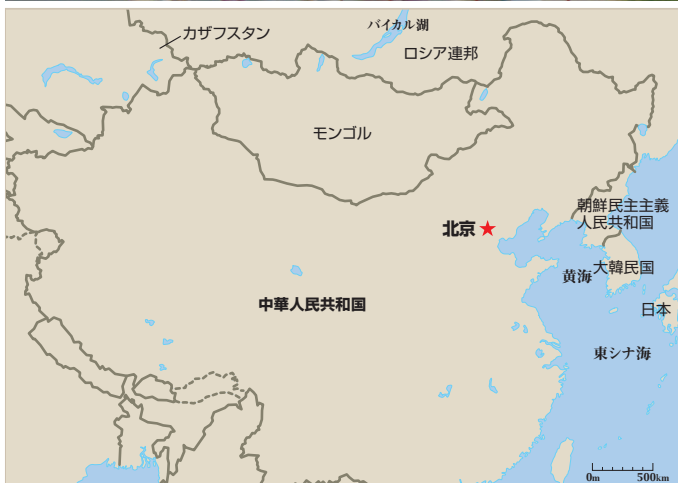 バイカル湖
カザフスタン
ロシア連邦
モンゴル
朝鮮民主主義
人民共和国
北京
大韓民国
黄海
中華人民共和国
日本
東シナ海
0m 500km